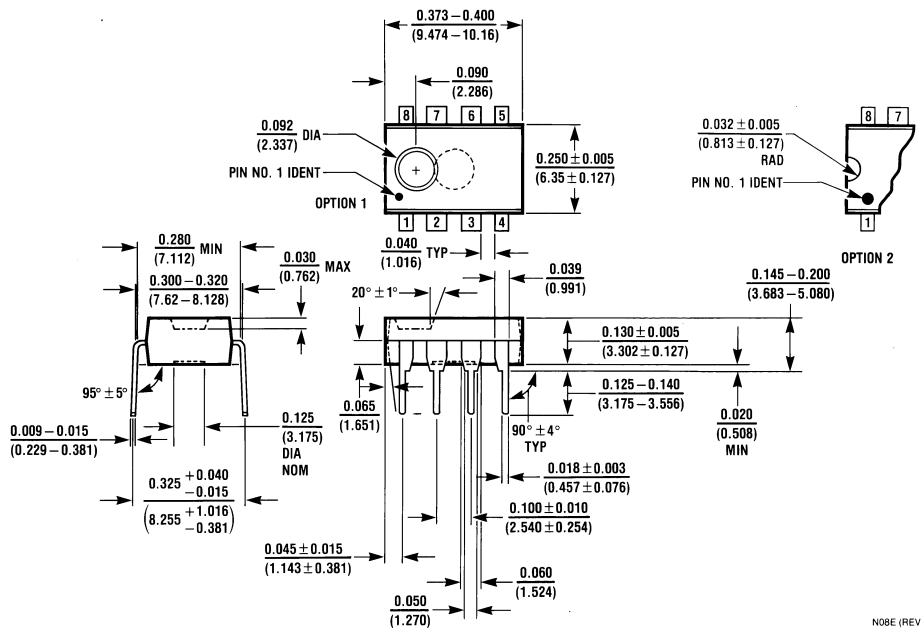 0.373 – 0.400
(9.474 – 10.16)
0.090
(2.286)
8 7 6 5
0.092 DIA
(2.337)
PIN NO. 1 IDENT
OPTION 1
+
0.250 ± 0.005
(6.35 ± 0.127)
1 2 3 4
0.032 ± 0.005
(0.813 ± 0.127)
RAD
PIN NO. 1 IDENT
8 7
1
OPTION 2
0.280 MIN
(7.112)
0.300 – 0.320
(7.62 – 8.128)
0.030 MAX
(0.762)
0.040 TYP
(1.016)
0.039
(0.991)
20° ± 1°
0.145 – 0.200
(3.683 – 5.080)
0.130 ± 0.005
(3.302 ± 0.127)
95° ± 5°
0.009 – 0.015
(0.229 – 0.381)
0.125
(3.175)
DIA
NOM
0.065
(1.651)
0.125 – 0.140
(3.175 – 3.556)
90° ± 4°
TYP
0.020
(0.508)
MIN
0.018 ± 0.003
(0.457 ± 0.076)
0.325 +0.040
−0.015
(8.255 +1.016
−0.381)
0.100 ± 0.010
(2.540 ± 0.254)
0.045 ± 0.015
(1.143 ± 0.381)
0.060
(1.524)
0.050
(1.270)
N08E (REV